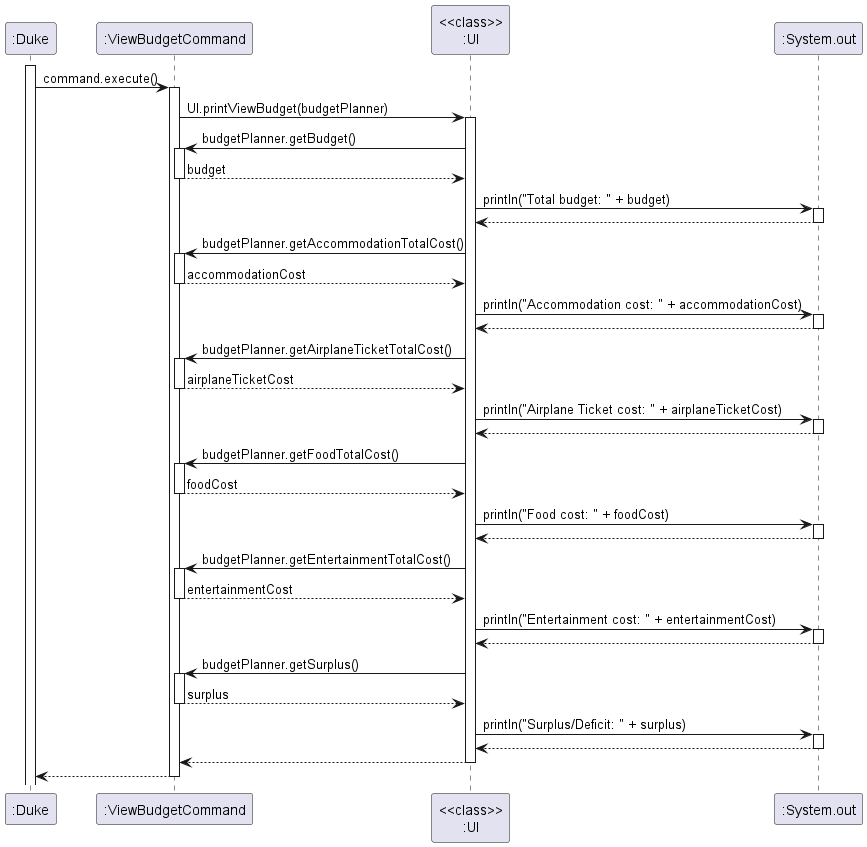 <<class>>
:Duke
:ViewBudgetCommand
:UI
:System.out
command.execute()
UI.printViewBudget(budgetPlanner)
budgetPlanner.getBudget()
budget
println("Total budget: " + budget)
budgetPlanner.getAccommodationTotalCost()
accommodationCost
println("Accommodation cost: " + accommodationCost)
budgetPlanner.getAirplaneTicketTotalCost()
airplaneTicketCost
println("Airplane Ticket cost: " + airplaneTicketCost)
budgetPlanner.getFoodTotalCost()
foodCost
println("Food cost: " + foodCost)
budgetPlanner.getEntertainmentTotalCost()
entertainmentCost
println("Entertainment cost: " + entertainmentCost)
budgetPlanner.getSurplus()
surplus
println("Surplus/Deficit: " + surplus)
:Duke
:ViewBudgetCommand
<<class>>
:UI
:System.out